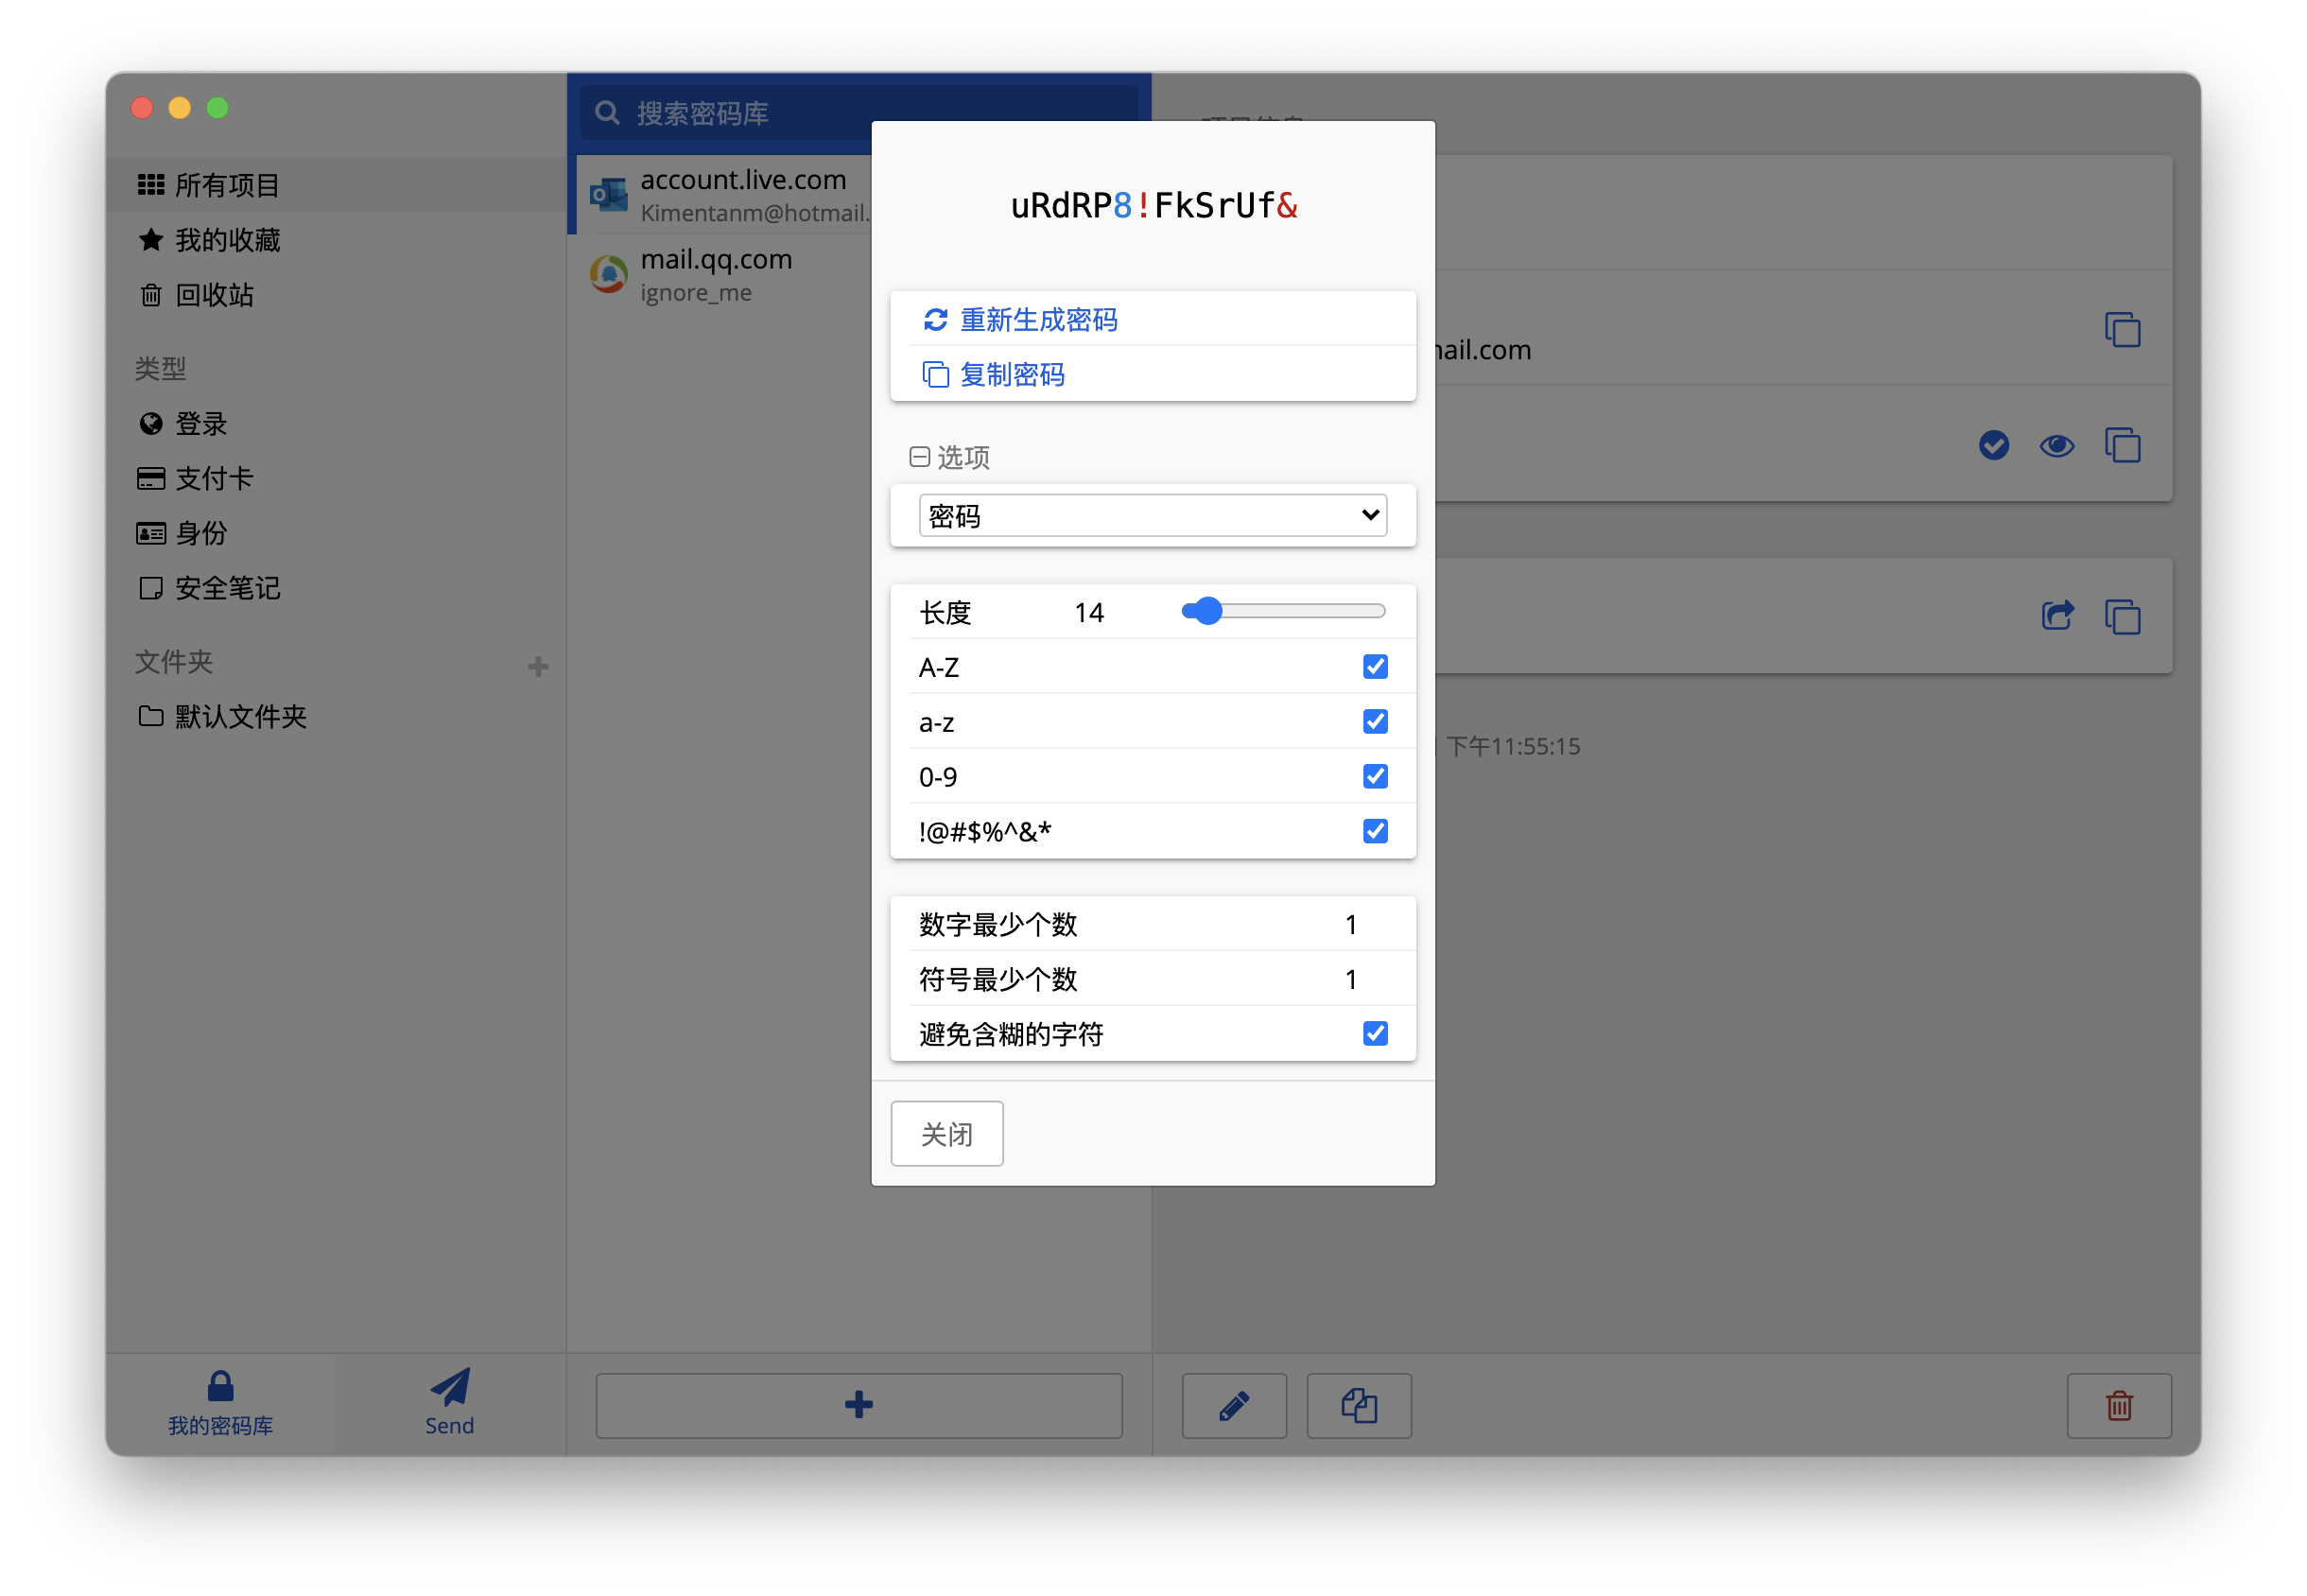 所有项目
我的收藏
回收站
类型
登录
支付卡
身份
安全笔记
文件夹
默认文件夹
我的密码库
Send
搜索密码库
account.live.com
Kimentanm@hotmail.
mail.qq.com
ignore_me
uRdRP8!FkSrUf&
重新生成密码
复制密码
选项
密码
长度 14
A-Z
a-z
0-9
!@#$%^&*
数字最少个数 1
符号最少个数 1
避免含糊的字符
关闭
项目信息
mail.com
下午11:55:15